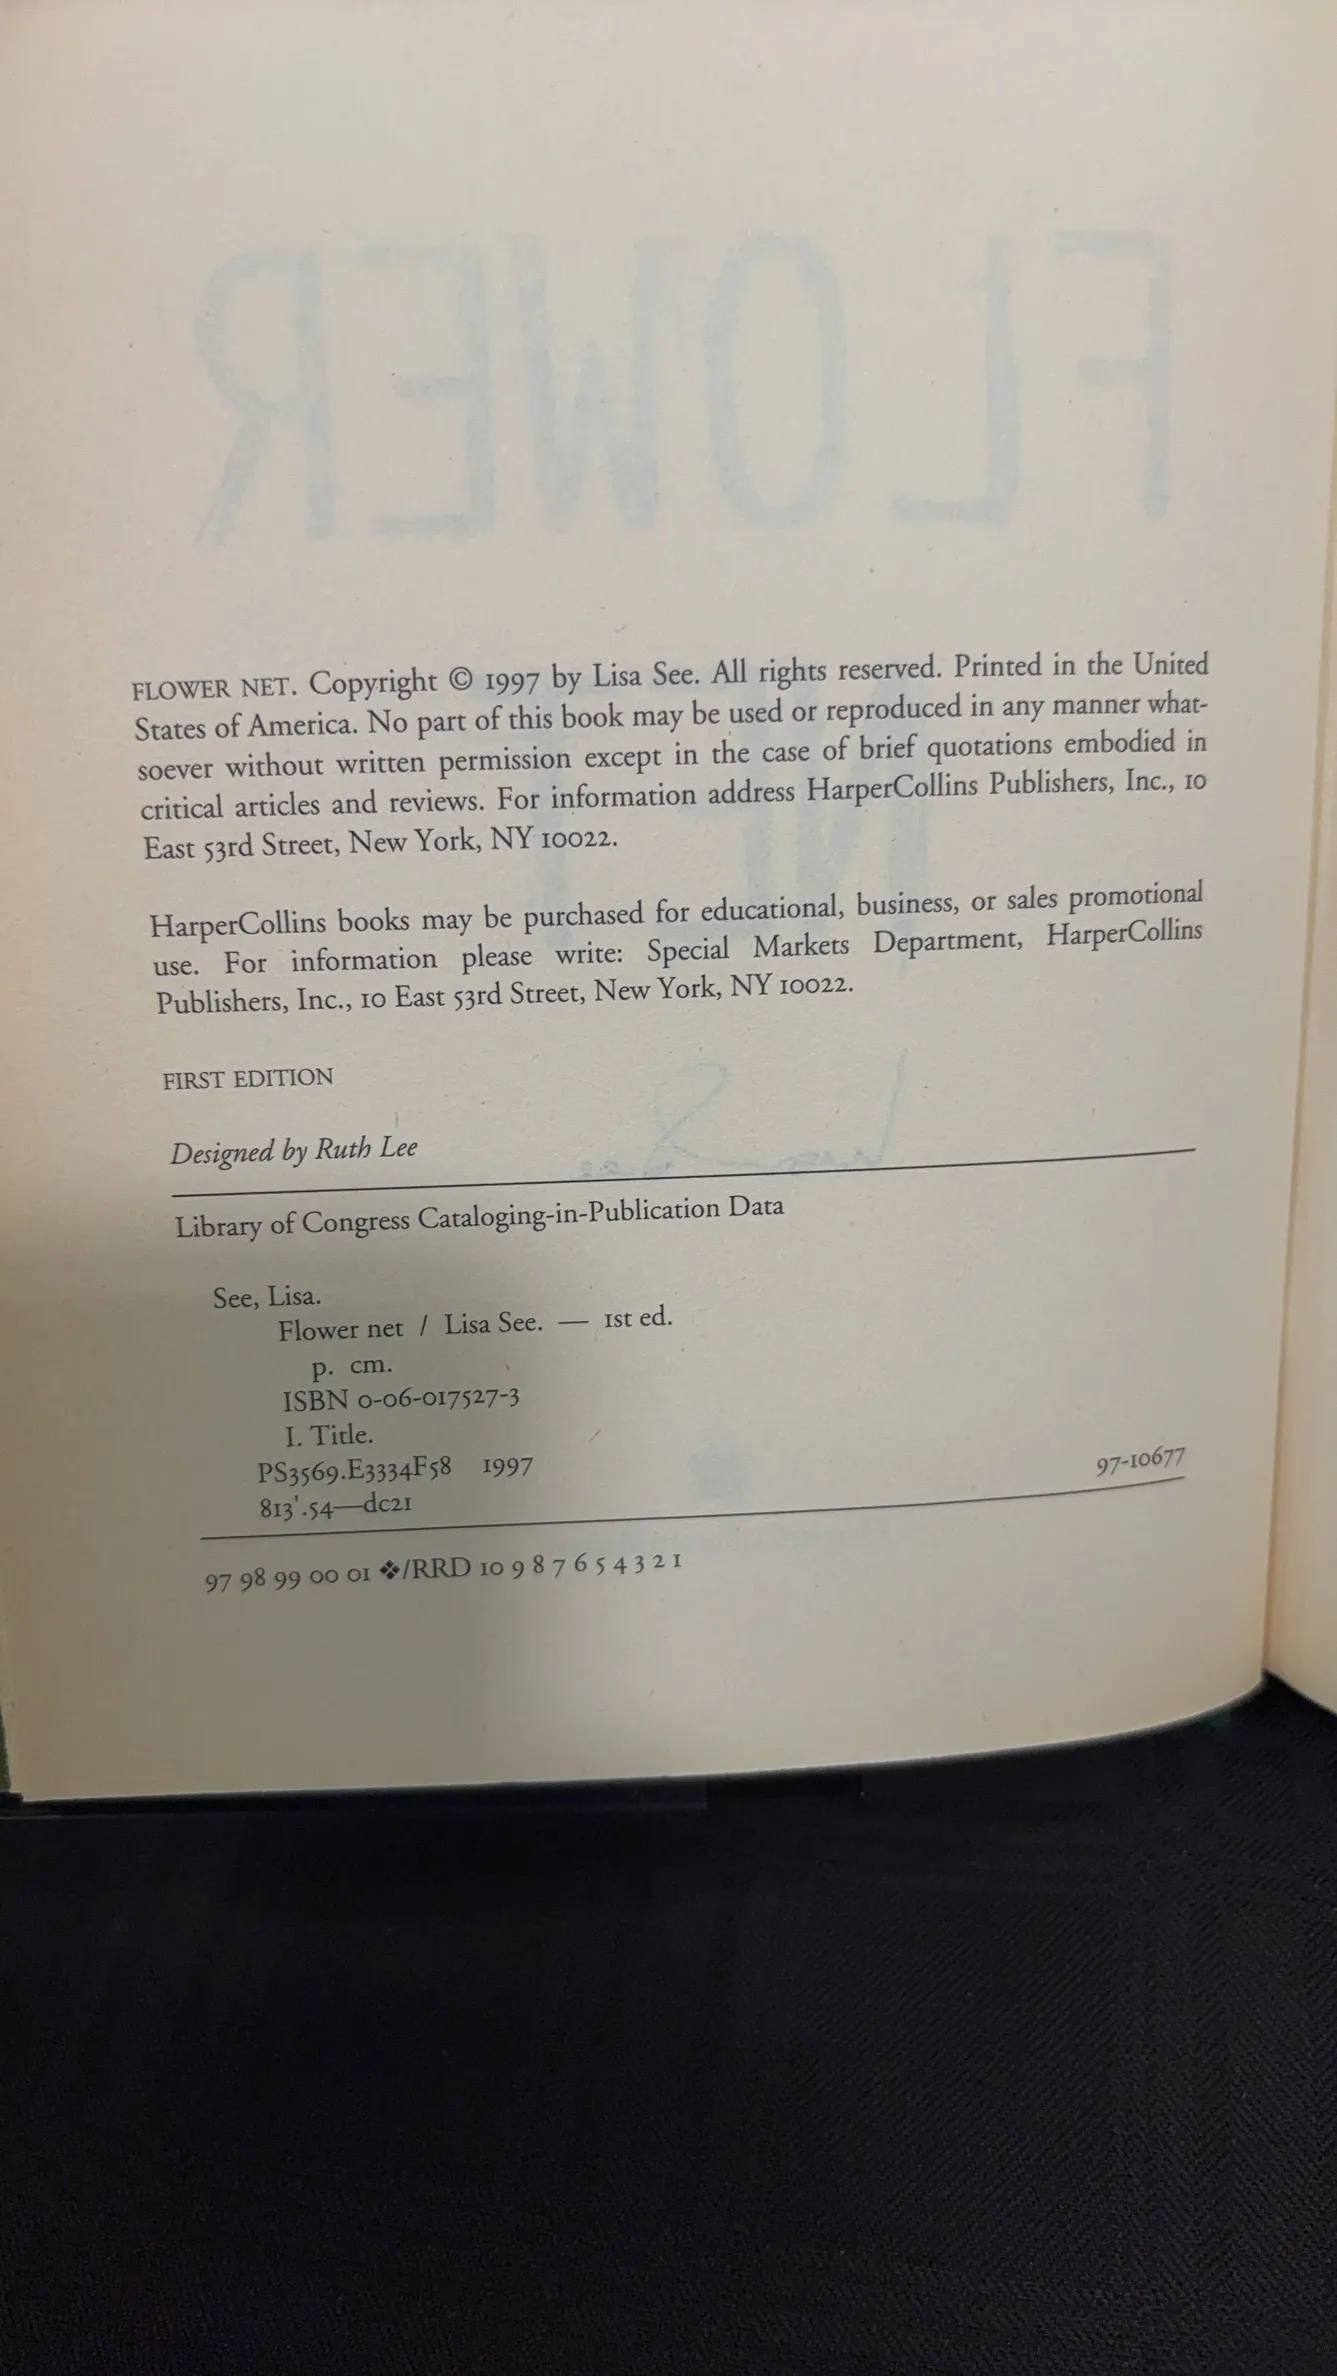 FLOWER
FLOWER NET. Copyright © 1997 by Lisa See. All rights reserved. Printed in the United
States of America. No part of this book may be used or reproduced in any manner what-
soever without written permission except in the case of brief quotations embodied in
critical articles and reviews. For information address HarperCollins Publishers, Inc., 10
East 53rd Street, New York, NY 10022.
HarperCollins books may be purchased for educational, business, or sales promotional
use. For information please write: Special Markets Department, HarperCollins
Publishers, Inc., 10 East 53rd Street, New York, NY 10022.
FIRST EDITION
Designed by Ruth Lee
Library of Congress Cataloging-in-Publication Data
See, Lisa.
Flower net / Lisa See. — 1st ed.
p. cm.
ISBN 0-06-017527-3
I. Title.
PS3569.E3334F58 1997 97-10677
813'.54—dc21
97 98 99 00 01 ❖/RRD 10 9 8 7 6 5 4 3 2 1